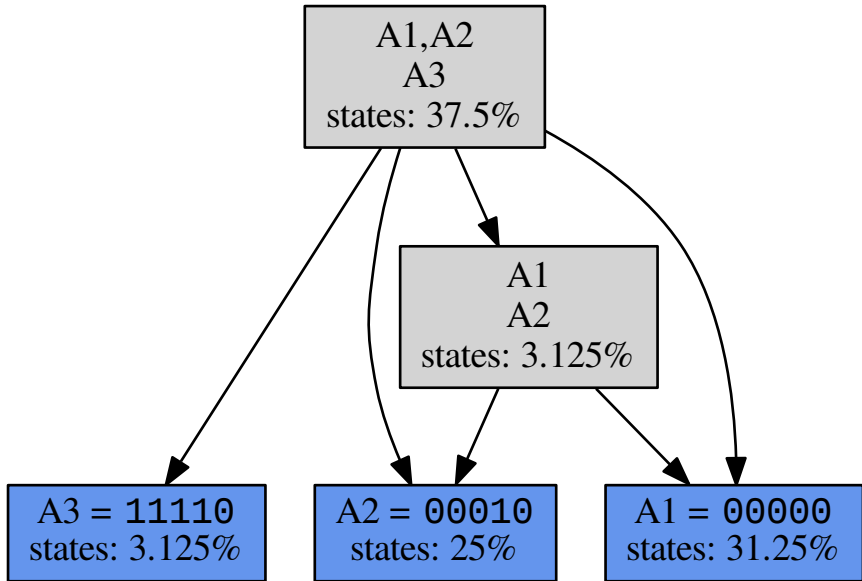 A1,A2
A3
states: 37.5%
A1
A2
states: 3.125%
A3 = 11110
states: 3.125%
A2 = 00010
states: 25%
A1 = 00000
states: 31.25%